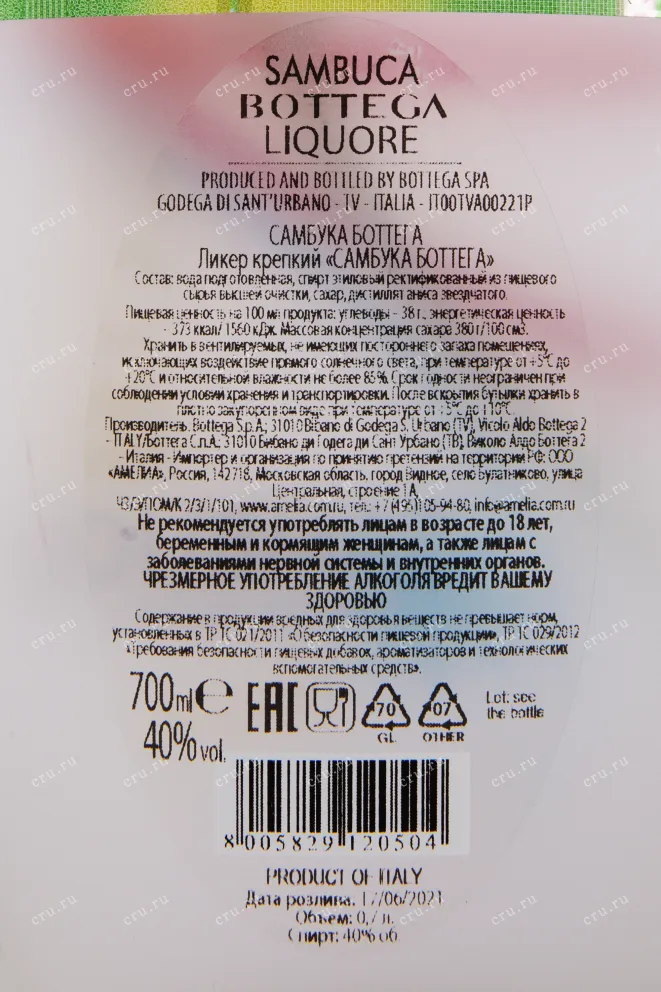 SAMBUCA
BOTTEGA
LIQUORE
PRODUCED AND BOTTLED BY BOTTEGA SPA
GODEGA DI SANT'URBANO - TV - ITALIA - IT00TVA00221P
САМБУКА БОТТЕГА
Ликер крепкий «САМБУКА БОТТЕГА»
Состав: вода подготовленная, спирт этиловый ректификованный из пищевого
сырья высшей очистки, сахар, дистиллят аниса звездчатого.
Пищевая ценность на 100 мл продукта: углеводы - 38 г., энергетическая ценность
- 373 ккал/ 1560 кДж. Массовая концентрация сахара 380 г/100 см3.
Хранить в вентилируемых, не имеющих постороннего запаха помещениях,
исключающих воздействие прямого солнечного света, при температуре от +5°C до
+20°C и относительной влажности не более 85%. Срок годности неограничен при
соблюдении условий хранения и транспортировки. После вскрытия бутылки хранить в
плотно закупоренном виде при температуре от +5°C до +10°C.
Производитель: Bottega S.p.A.; 31010 Bibano di Godega S. Urbano (TV), Vicolo Aldo Bottega 2
- ITALY/Боттега С.п.А.: 31010 Бибано ди Годега ди Сант Урбано (ТВ), Виколо Алдо Боттега 2
- Италия - Импортер и организация по принятию претензий на территории РФ: ООО
«АМЕЛИА», Россия, 142718, Московская область, город Видное, село Булатниково, улица
Центральная, строение 1А,
2/3/1/101, www.amelia.com.ru, тел.: +7 (495) 105-94-80, info@amelia.com.ru
Не рекомендуется употреблять лицам в возрасте до 18 лет,
беременным и кормящим женщинам, а также лицам с
заболеваниями нервной системы и внутренних органов.
ЧРЕЗМЕРНОЕ УПОТРЕБЛЕНИЕ АЛКОГОЛЯ ВРЕДИТ ВАШЕМУ
ЗДОРОВЬЮ
Содержание в продукции вредных для здоровья веществ не превышает норм,
установленных в ТР ТС 021/2011 «О безопасности пищевой продукции», ТР ТС 029/2012
«Требования безопасности пищевых добавок, ароматизаторов и технологических
вспомогательных средств».
700 ml e
40% vol.
EAC
70
GL
07
OTHER
Lot: see
the bottle
8 005829 120504
PRODUCT OF ITALY
Дата розлива: 17/06/2021
Объем: 0,7 л.
Спирт: 40% об